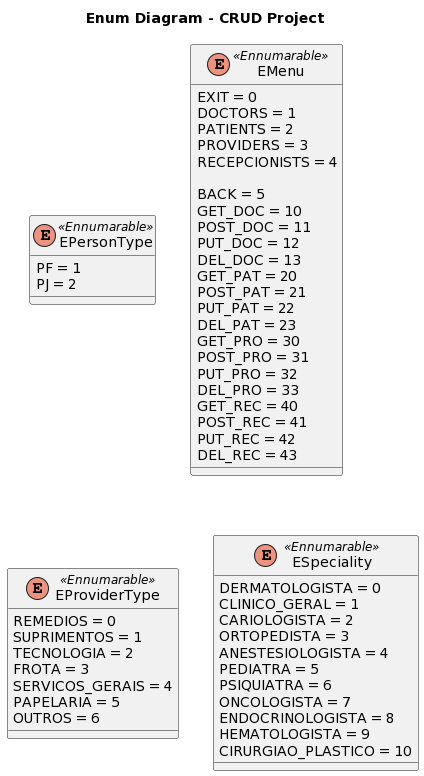 Enum Diagram - CRUD Project
E
«Ennumarable»
EMenu
EXIT = 0
DOCTORS = 1
PATIENTS = 2
PROVIDERS = 3
RECEPCIONISTS = 4
BACK = 5
GET_DOC = 10
POST_DOC = 11
PUT_DOC = 12
DEL_DOC = 13
GET_PAT = 20
POST_PAT = 21
PUT_PAT = 22
DEL_PAT = 23
GET_PRO = 30
POST_PRO = 31
PUT_PRO = 32
DEL_PRO = 33
GET_REC = 40
POST_REC = 41
PUT_REC = 42
DEL_REC = 43
E
«Ennumarable»
EPersonType
PF = 1
PJ = 2
E
«Ennumarable»
EProviderType
REMEDIOS = 0
SUPRIMENTOS = 1
TECNOLOGIA = 2
FROTA = 3
SERVICOS_GERAIS = 4
PAPELARIA = 5
OUTROS = 6
E
«Ennumarable»
ESpeciality
DERMATOLOGISTA = 0
CLINICO_GERAL = 1
CARIOLOGISTA = 2
ORTOPEDISTA = 3
ANESTESIOLOGISTA = 4
PEDIATRA = 5
PSIQUIATRA = 6
ONCOLOGISTA = 7
ENDOCRINOLOGISTA = 8
HEMATOLOGISTA = 9
CIRURGIAO_PLASTICO = 10